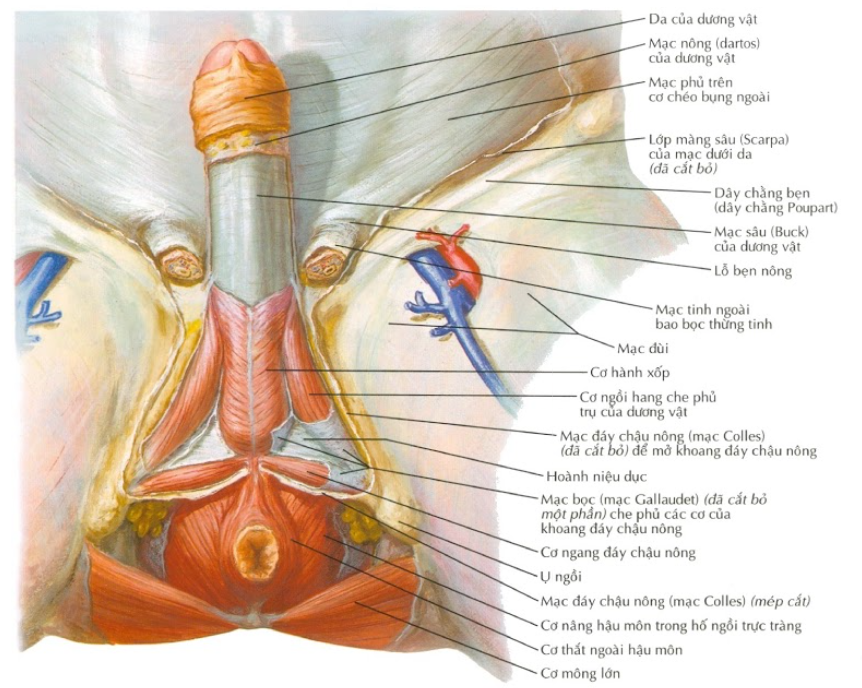 Da của dương vật
Mạc nông (dartos)
của dương vật
Mạc phủ trên
cơ chéo bụng ngoài
Lớp màng sâu (Scarpa)
của mạc dưới da
(đã cắt bỏ)
Dây chằng bẹn
(dây chằng Poupart)
Mạc sâu (Buck)
của dương vật
Lỗ bẹn nông
Mạc tinh ngoài
bao bọc thừng tinh
Mạc đùi
Cơ hành xốp
Cơ ngồi hang che phủ
trụ của dương vật
Mạc đáy chậu nông (mạc Colles)
(đã cắt bỏ) để mở khoang đáy chậu nông
Hoành niệu dục
Mạc bọc (mạc Gallaudet) (đã cắt bỏ
một phần) che phủ các cơ của
khoang đáy chậu nông
Cơ ngang đáy chậu nông
Ụ ngồi
Mạc đáy chậu nông (mạc Colles) (mép cắt)
Cơ nâng hậu môn trong hố ngồi trực tràng
Cơ thắt ngoài hậu môn
Cơ mông lớn